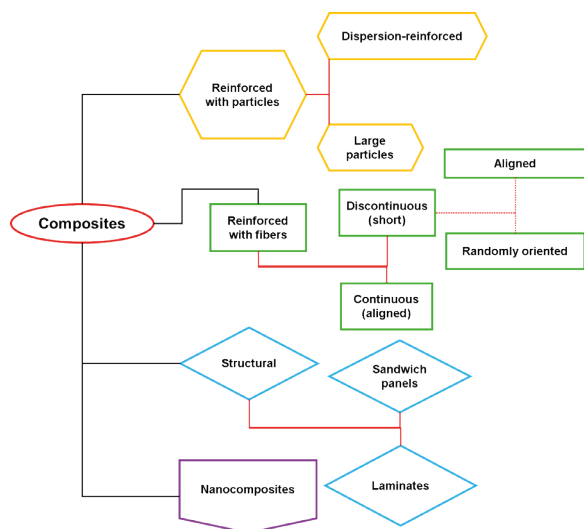 Dispersion-reinforced
Reinforced
with particles
Large
particles
Aligned
Composites
Reinforced
with fibers
Discontinuous
(short)
Randomly oriented
Continuous
(aligned)
Structural
Sandwich
panels
Nanocomposites
Laminates